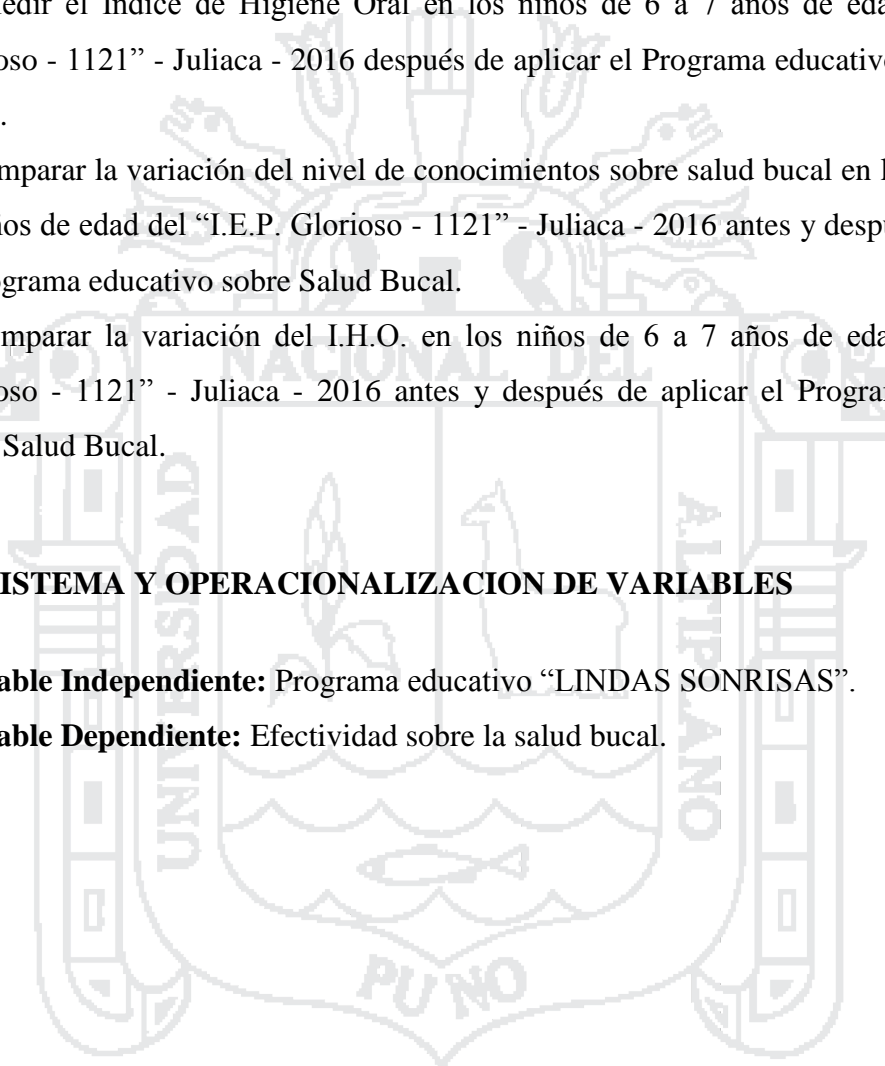 edir el Índice de Higiene Oral en los niños de 6 a 7 años de eda
oso - 1121” - Juliaca - 2016 después de aplicar el Programa educativo
.
mparar la variación del nivel de conocimientos sobre salud bucal en l
ños de edad del “I.E.P. Glorioso - 1121” - Juliaca - 2016 antes y despu
ograma educativo sobre Salud Bucal.
mparar la variación del I.H.O. en los niños de 6 a 7 años de eda
oso - 1121” - Juliaca - 2016 antes y después de aplicar el Program
Salud Bucal.
NACIONAL DEL
UNIVERSIDAD
ALTIPLANO
ISTEMA Y OPERACIONALIZACION DE VARIABLES
able Independiente: Programa educativo “LINDAS SONRISAS”.
able Dependiente: Efectividad sobre la salud bucal.
PUNO